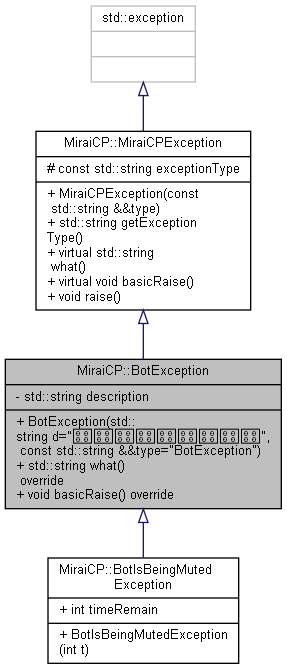 std::exception
MiraiCP::MiraiCPException
# const std::string exceptionType
+ MiraiCPException(const
std::string &&type)
+ std::string getException
Type()
+ virtual std::string
what()
+ virtual void basicRaise()
+ void raise()
MiraiCP::BotException
- std::string description
+ BotException(std::
string d="",
const std::string &&type="BotException")
+ std::string what()
override
+ void basicRaise() override
MiraiCP::BotIsBeingMuted
Exception
+ int timeRemain
+ BotIsBeingMutedException
(int t)